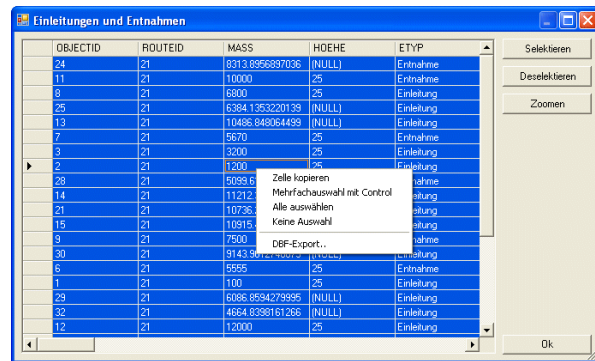 Einleitungen und Entnahmen
OBJECTID ROUTEID MASS HOEHE ETYP
24 21 8313.8956897036 (NULL) Entnahme
11 21 10000 25 Entnahme
8 21 6800 25 Einleitung
25 21 6384.1353220139 (NULL) Einleitung
13 21 10486.848064499 (NULL) Einleitung
7 21 5670 25 Entnahme
3 21 3200 25 Einleitung
2 21 1200 25 Einleitung
28 21
14 21
21 21
15 21
9 21 7500
30 21
6 21 5555 25 Entnahme
1 21 100 25 Einleitung
29 21 6086.8594279995 (NULL) Einleitung
32 21 4664.8398161266 (NULL) Einleitung
12 21 12000 25 Einleitung
Zelle kopieren
Mehrfachauswahl mit Control
Alle auswählen
Keine Auswahl
DBF-Export..
Selektieren
Deselektieren
Zoomen
Ok